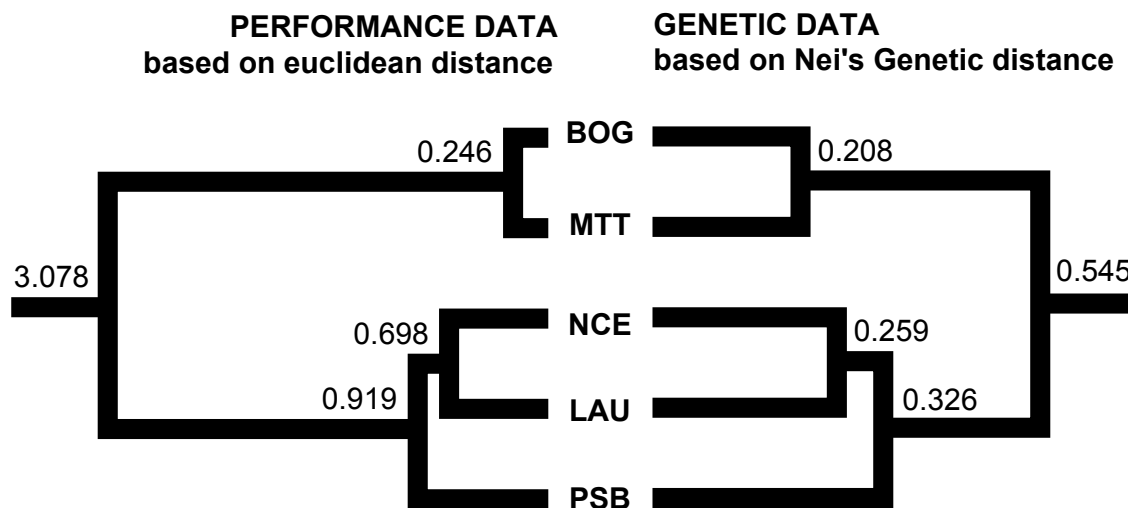 PERFORMANCE DATA
based on euclidean distance
GENETIC DATA
based on Nei's Genetic distance
BOG
0.246
0.208
MTT
3.078
0.545
NCE
0.698
0.259
0.919
LAU
0.326
PSB